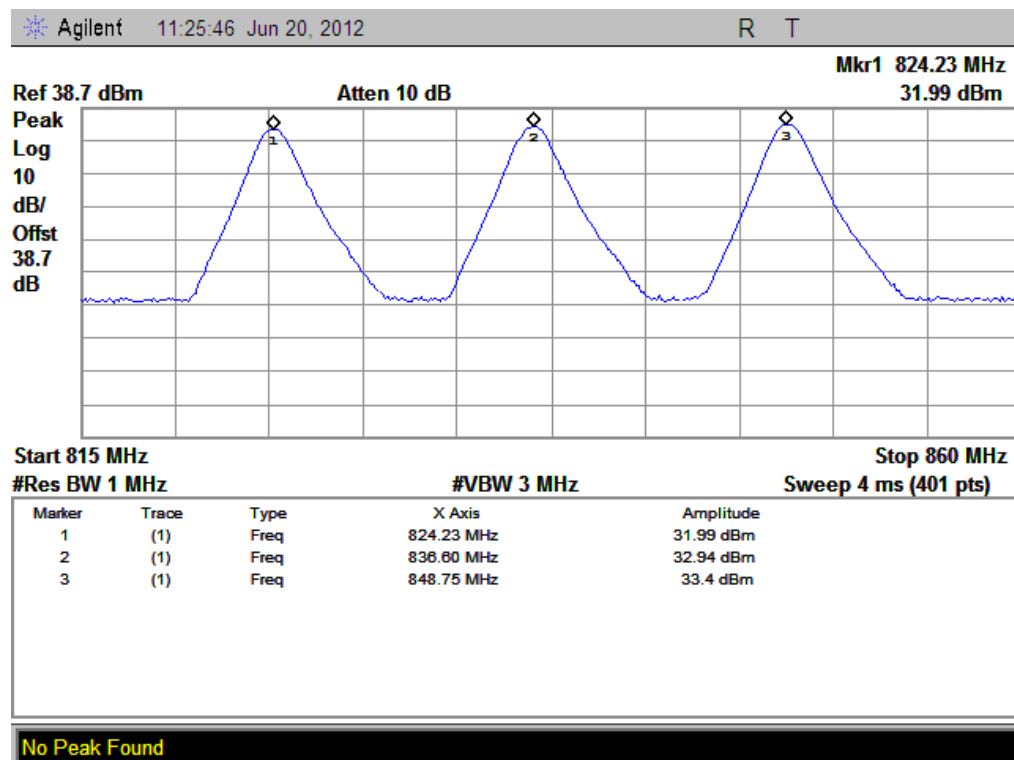 Agilent 11:25:46 Jun 20, 2012 R T
Mkr1 824.23 MHz
Ref 38.7 dBm Atten 10 dB 31.99 dBm
Peak
Log
10
dB/
Offst
38.7
dB
1 2 3
Start 815 MHz Stop 860 MHz
#Res BW 1 MHz #VBW 3 MHz Sweep 4 ms (401 pts)
Marker Trace Type X Axis Amplitude
1 (1) Freq 824.23 MHz 31.99 dBm
2 (1) Freq 836.60 MHz 32.94 dBm
3 (1) Freq 848.75 MHz 33.4 dBm
No Peak Found